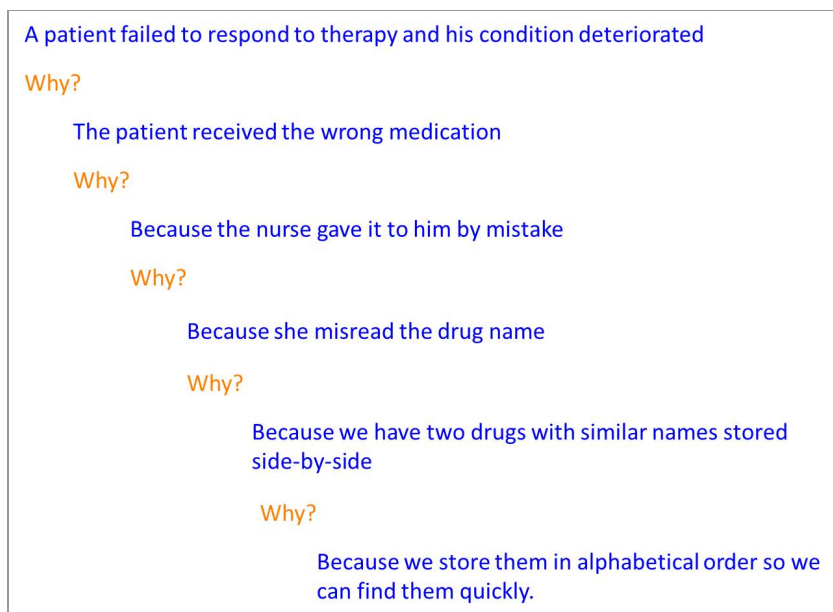 A patient failed to respond to therapy and his condition deteriorated
Why?
The patient received the wrong medication
Why?
Because the nurse gave it to him by mistake
Why?
Because she misread the drug name
Why?
Because we have two drugs with similar names stored
side-by-side
Why?
Because we store them in alphabetical order so we
can find them quickly.